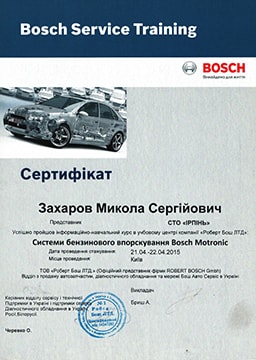 Bosch Service Training
BOSCH
Винайдено для життя
Сертифікат
Захаров Микола Сергійович
Представник СТО «ІРПІНЬ»
Успішно пройшов інформаційно-навчальний курс в учбовому центрі компанії «Роберт Бош ЛТД»:
Системи бензинового впорскування Bosch Motronic
Дата проведення стажування 21.04.-22.04.2015
Місце проведення Київ
ТОВ «Роберт Бош ЛТД » (Офіційний представник фірми ROBERT BOSCH GmbH)
Відділ з продажу автозапчастин, діагностичного обладнання та мережі Бош Авто Сервіс в Україні
Керівник відділу сервісу і технічної
Підтримки в Україні і підтримки сервісу
Діагностичного обладнання в Україні,
Росії, Білорусії.
Викладач
Бриш А.
Черевко О.